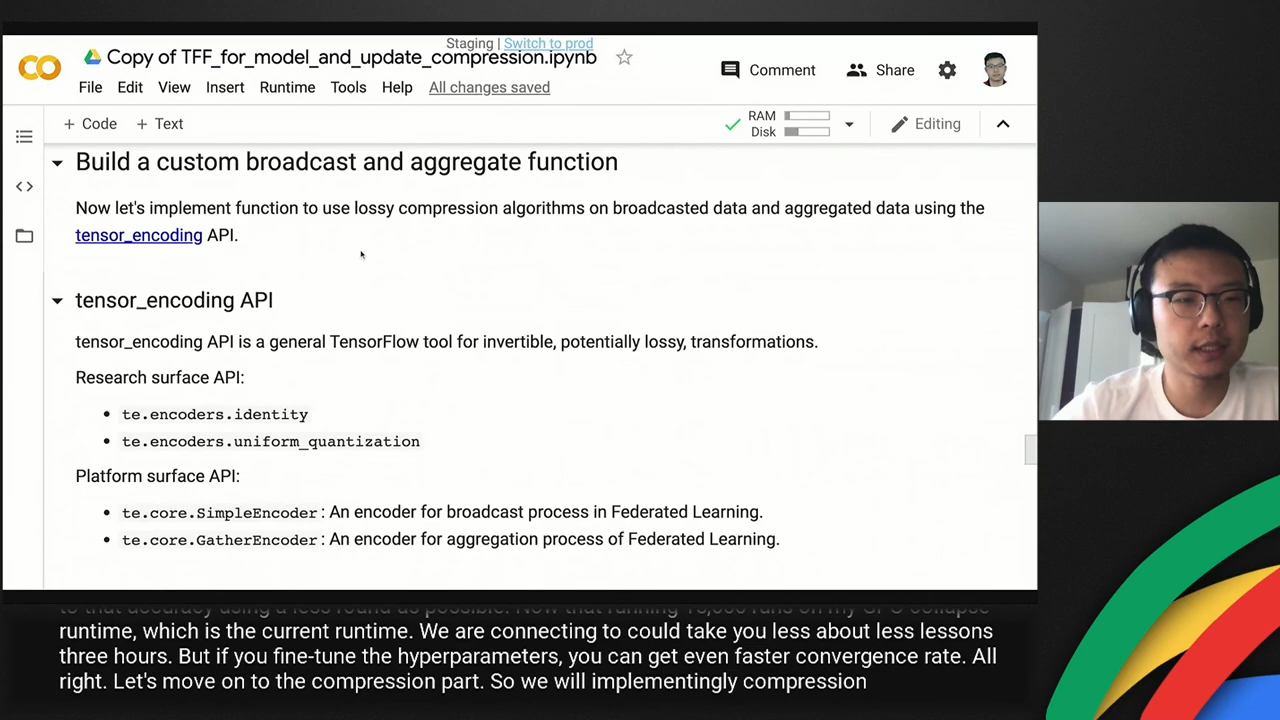 Staging | Switch to prod
Copy of TFF_for_model_and_update_compression.ipynb
Comment
Share
File Edit View Insert Runtime Tools Help All changes saved
+ Code + Text
RAM
Disk
Editing
Build a custom broadcast and aggregate function
Now let's implement function to use lossy compression algorithms on broadcasted data and aggregated data using the
tensor_encoding API.
tensor_encoding API
tensor_encoding API is a general TensorFlow tool for invertible, potentially lossy, transformations.
Research surface API:
te.encoders.identity
te.encoders.uniform_quantization
Platform surface API:
te.core.SimpleEncoder: An encoder for broadcast process in Federated Learning.
te.core.GatherEncoder: An encoder for aggregation process of Federated Learning.
runtime, which is the current runtime. We are connecting to could take you less about less lessons
three hours. But if you fine-tune the hyperparameters, you can get even faster convergence rate. All
right. Let's move on to the compression part. So we will implementingly compression